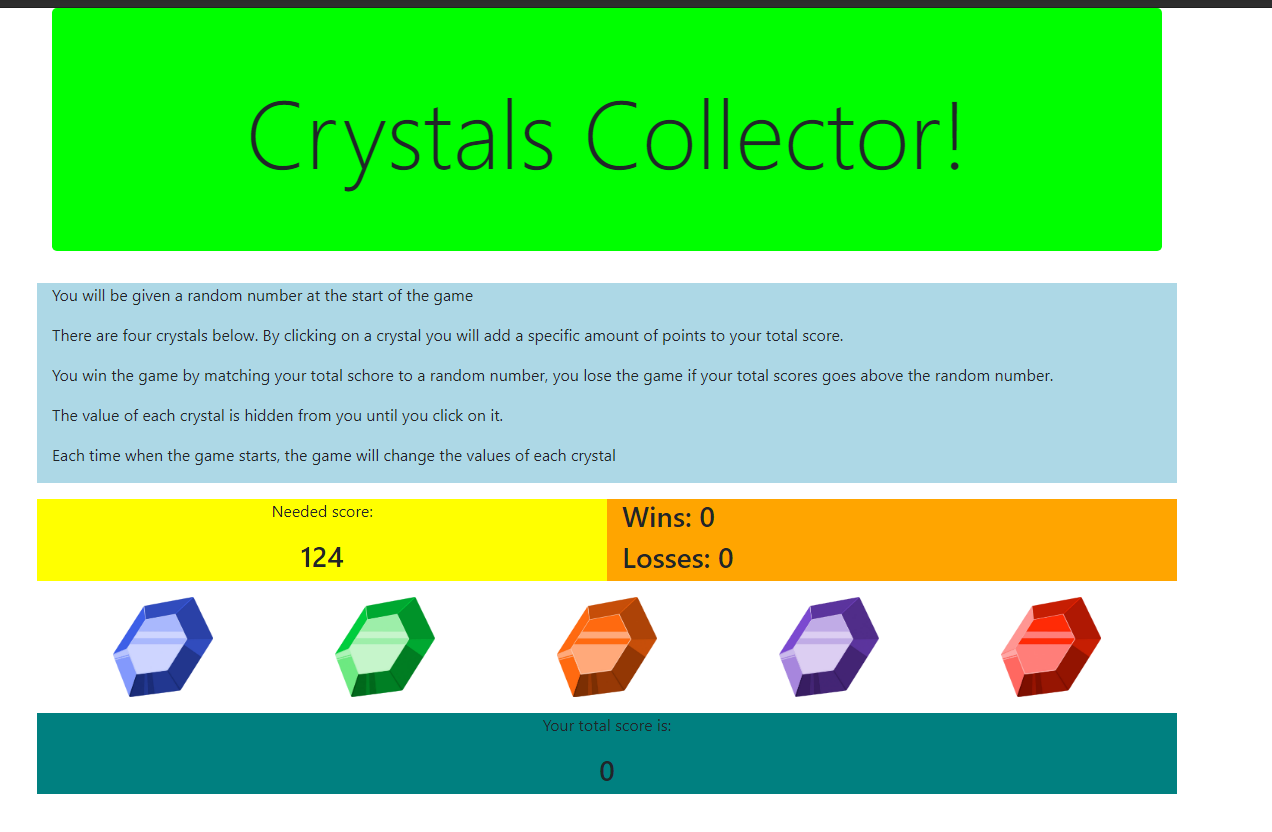 Crystals Collector!
You will be given a random number at the start of the game
There are four crystals below. By clicking on a crystal you will add a specific amount of points to your total score.
You win the game by matching your total schore to a random number, you lose the game if your total scores goes above the random number.
The value of each crystal is hidden from you until you click on it.
Each time when the game starts, the game will change the values of each crystal
Needed score:
124
Wins: 0
Losses: 0
Your total score is:
0